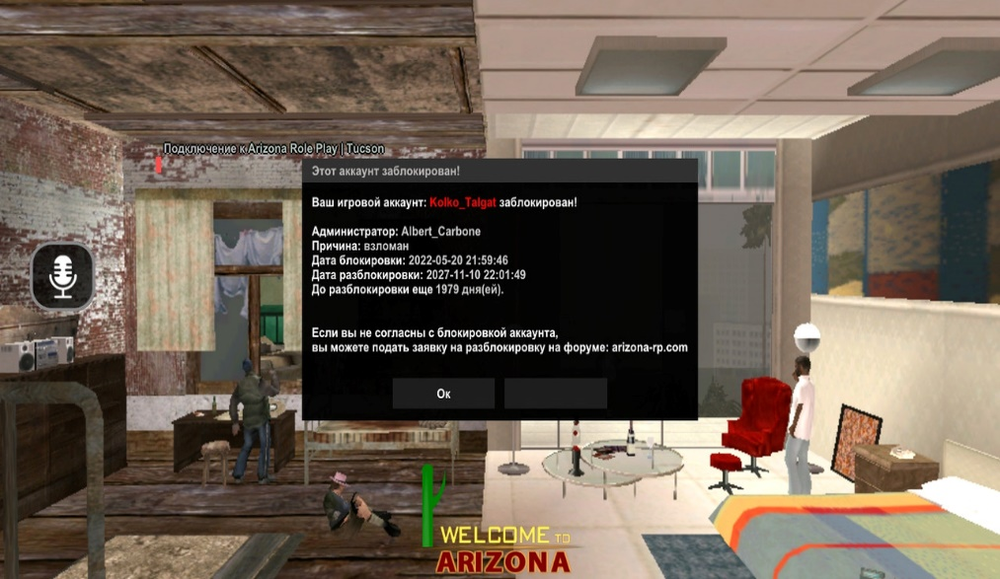 Подключение к Arizona Role Play | Tucson
Этот аккаунт заблокирован!
Ваш игровой аккаунт: Kolko_Talgat заблокирован!
Администратор: Albert_Carbone
Причина: взломан
Дата блокировки: 2022-05-20 21:59:46
Дата разблокировки: 2027-11-10 22:01:49
До разблокировки еще 1979 дня(ей).
Если вы не согласны с блокировкой аккаунта,
вы можете подать заявку на разблокировку на форуме: arizona-rp.com
Ок
WELCOME TO
ARIZONA